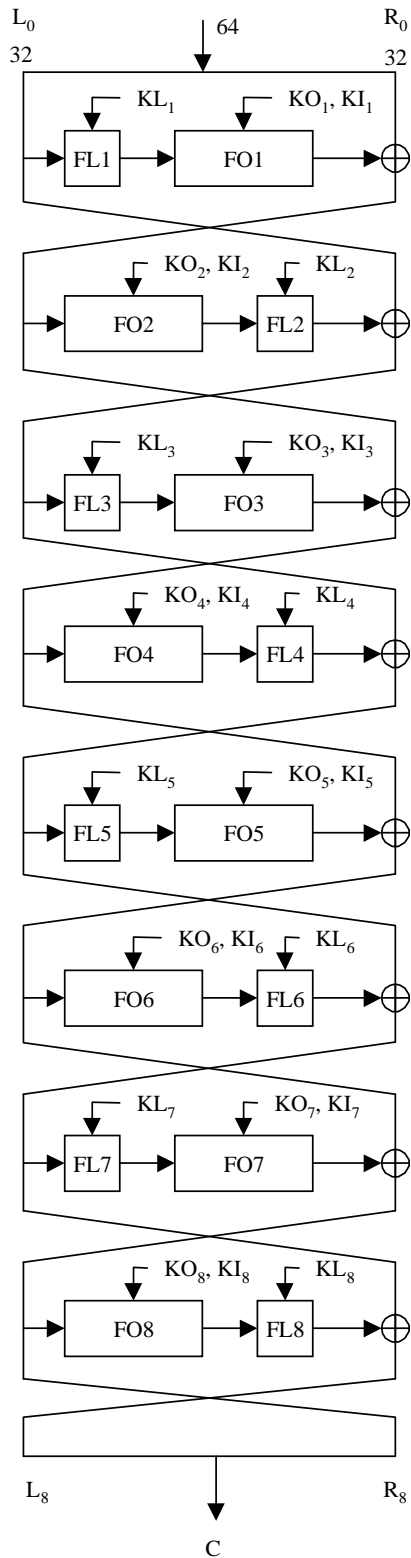 L₀ R₀
64
32 32
KL₁ KO₁, KI₁
FL1 FO1
KO₂, KI₂ KL₂
FO2 FL2
KL₃ KO₃, KI₃
FL3 FO3
KO₄, KI₄ KL₄
FO4 FL4
KL₅ KO₅, KI₅
FL5 FO5
KO₆, KI₆ KL₆
FO6 FL6
KL₇ KO₇, KI₇
FL7 FO7
KO₈, KI₈ KL₈
FO8 FL8
L₈ R₈
C